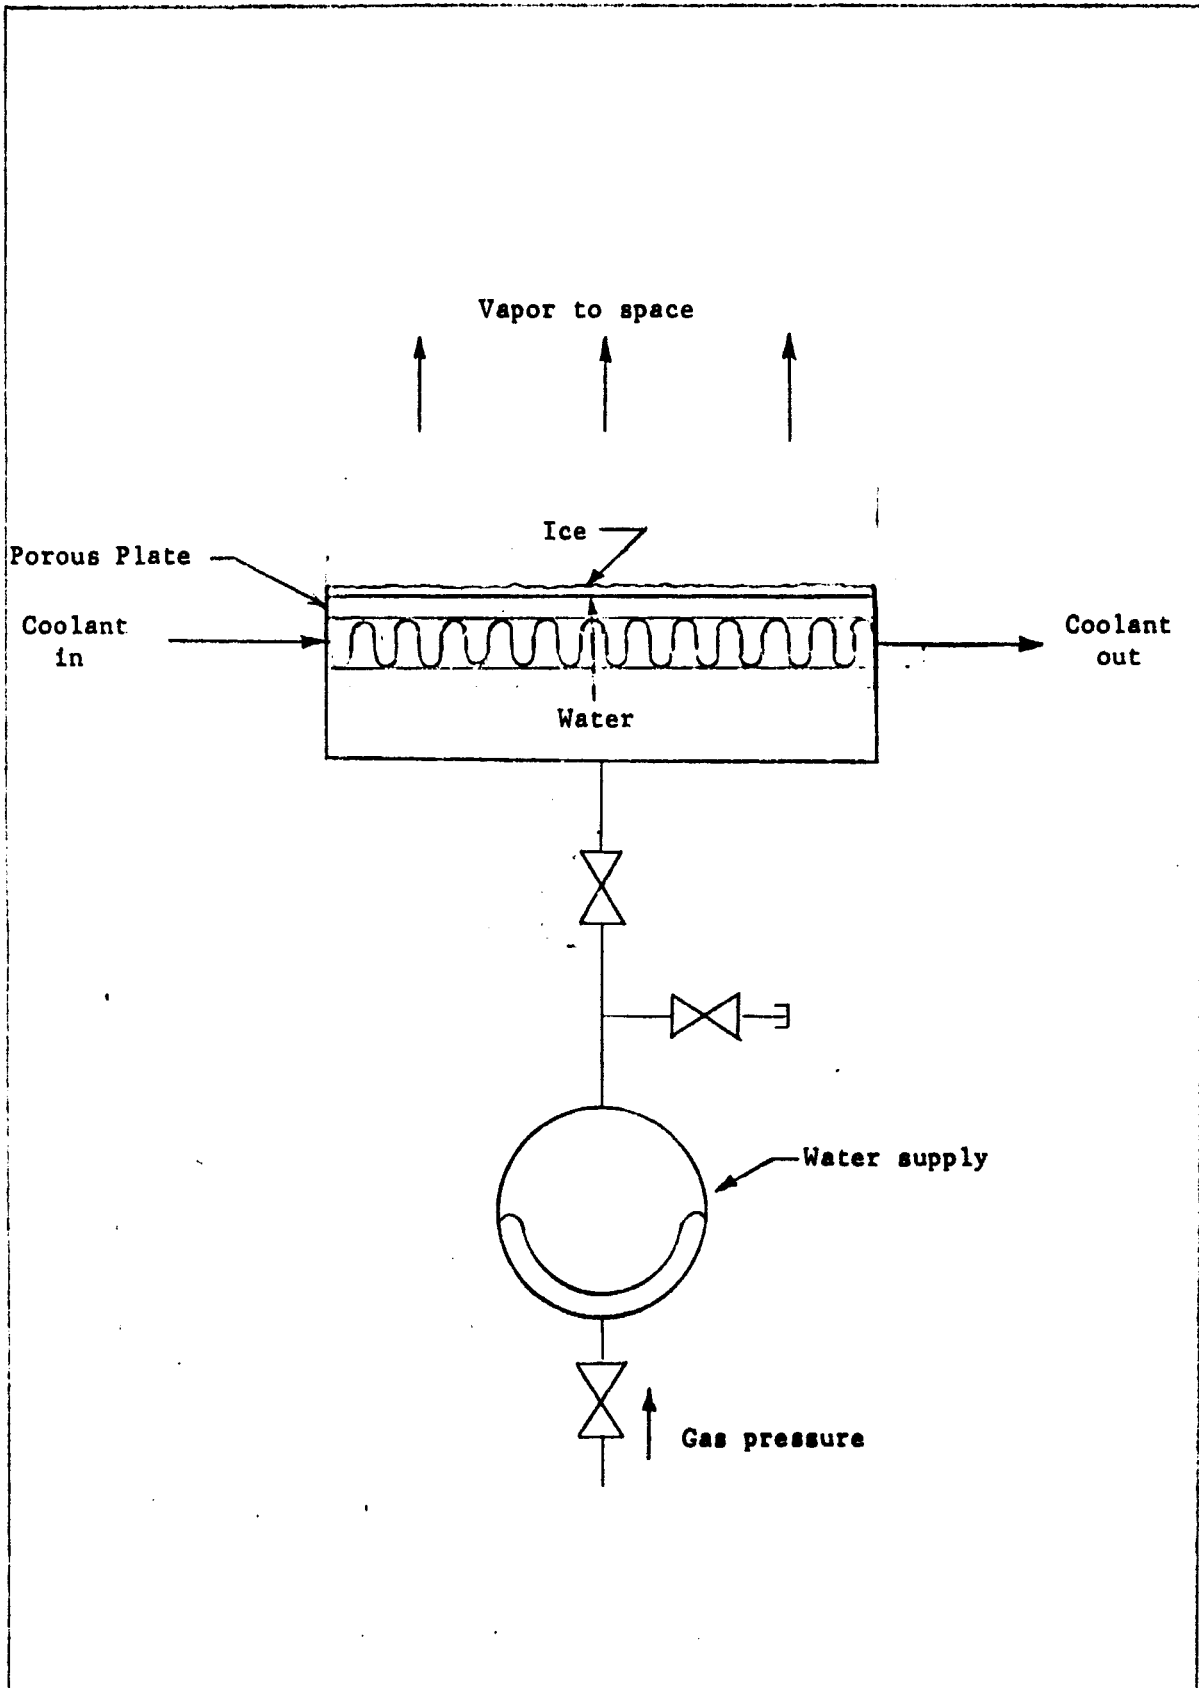 Vapor to space
Ice
Porous Plate
Coolant
in
Coolant
out
Water
Water supply
Gas pressure